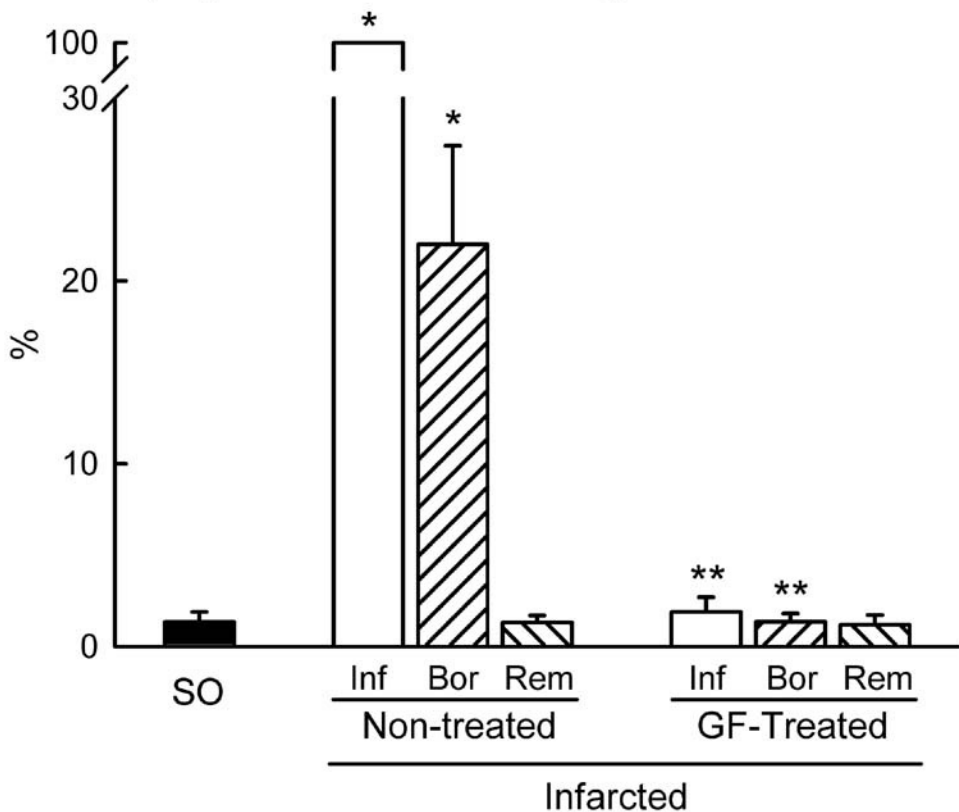 *
100
30
*
20
%
10
** **
0
SO
Inf Bor Rem Inf Bor Rem
Non-treated GF-Treated
Infarcted